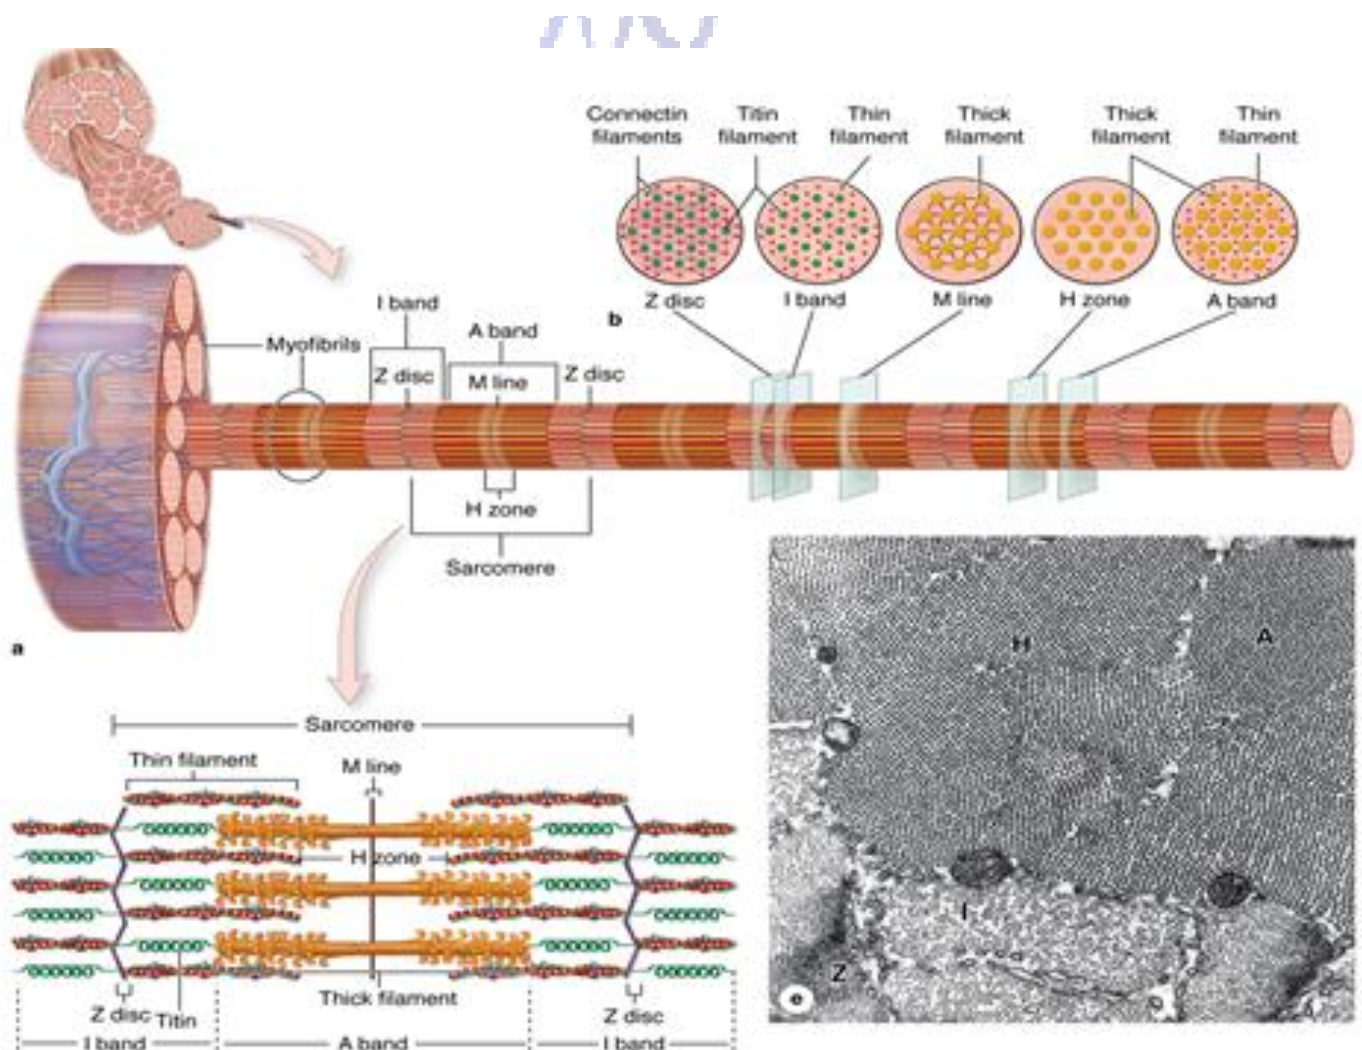 Connectin
filaments
Titin
filament
Thin
filament
Thick
filament
Thick
filament
Thin
filament
Z disc
I band
M line
H zone
A band
b
I band
A band
Myofibrils
Z disc
M line
Z disc
H zone
Sarcomere
a
Sarcomere
Thin filament
M line
H zone
Thick filament
Z disc
Titin
Z disc
I band
A band
I band
H
A
I
Z
e